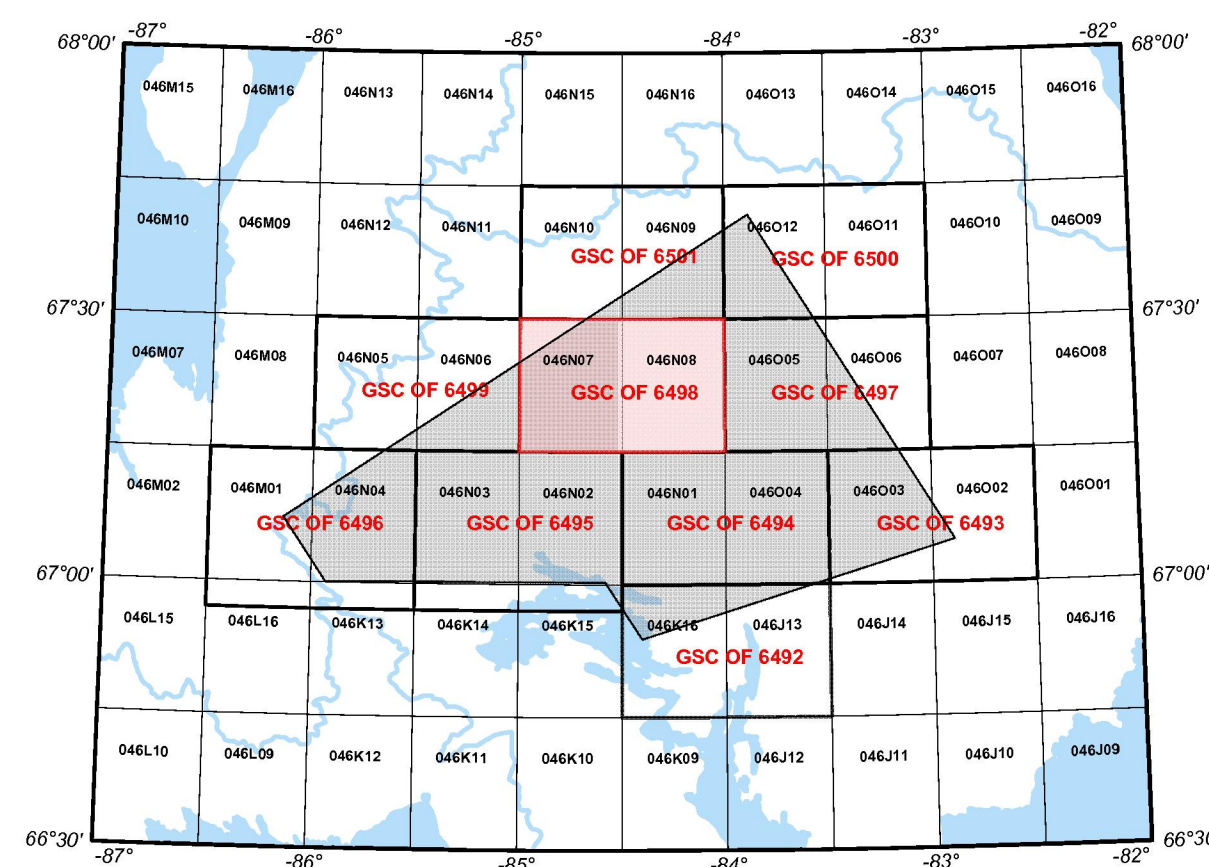 -87° -86° -85° -84° -83° -82°
68°00' 68°00'
046M15 046M16 046N13 046N14 046N15 046N16 046O13 046O14 046O15 046O16
046M10 046M09 046N12 046N11 046N10 046N09 046O12 046O11 046O10 046O09
GSC OF 6501 GSC OF 6500
67°30' 67°30'
046M07 046M08 046N05 046N06 046N07 046N08 046O05 046O06 046O07 046O08
GSC OF 6499 GSC OF 6498 GSC OF 6497
046M02 046M01 046N04 046N03 046N02 046N01 046O04 046O03 046O02 046O01
GSC OF 6496 GSC OF 6495 GSC OF 6494 GSC OF 6493
67°00' 67°00'
046L15 046L16 046K13 046K14 046K15 046K16 046J13 046J14 046J15 046J16
GSC OF 6492
046L10 046L09 046K12 046K11 046K10 046K09 046J12 046J11 046J10 046J09
66°30' 66°30
-87° -86° -85° -84° -83° -82°